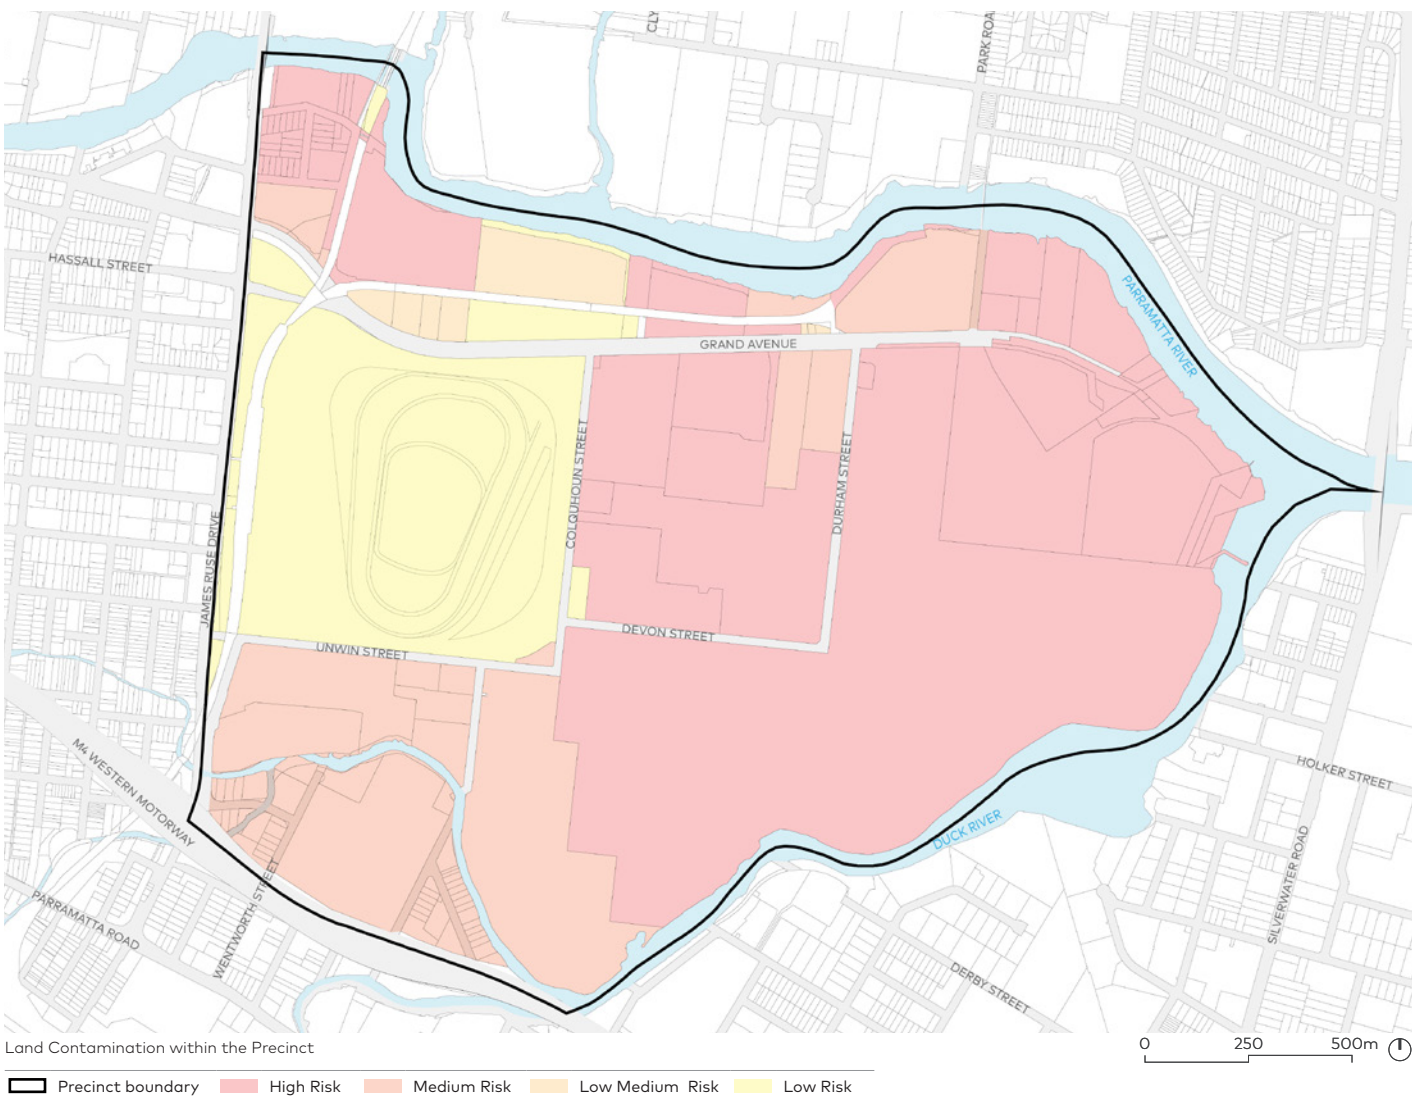 CLY
PARK ROA
HASSALL STREET
PARRAMATTA RIVER
GRAND AVENUE
COLQUHOUN STREET
DURHAM STREET
JAMES RUSE DRIVE
DEVON STREET
UNWIN STREET
M4 WESTERN MOTORWAY
HOLKER STREET
DUCK RIVER
SILVERWATER ROAD
WENTWORTH STREET
PARRAMATTA ROAD
DERBY STREET
Land Contamination within the Precinct
0 250 500m
Precinct boundary High Risk Medium Risk Low Medium Risk Low Risk